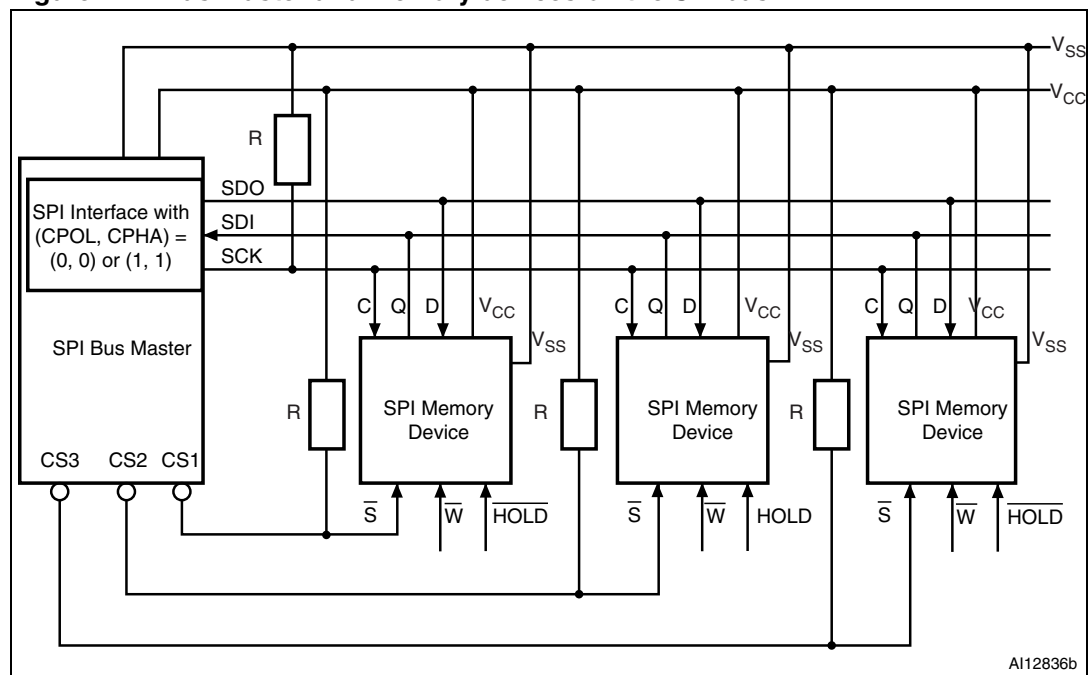 VSS
VCC
R
SDO
SPI Interface with
(CPOL, CPHA) =
(0, 0) or (1, 1)
SDI
SCK
C Q D VCC
VSS
C Q D VCC
VSS
C Q D VCC
VSS
SPI Bus Master
R
SPI Memory
Device
R
SPI Memory
Device
R
SPI Memory
Device
CS3 CS2 CS1
S̅ W̅ H̅O̅L̅D̅
S̅ W̅ HOLD
S̅ W̅ H̅O̅L̅D̅
AI12836b